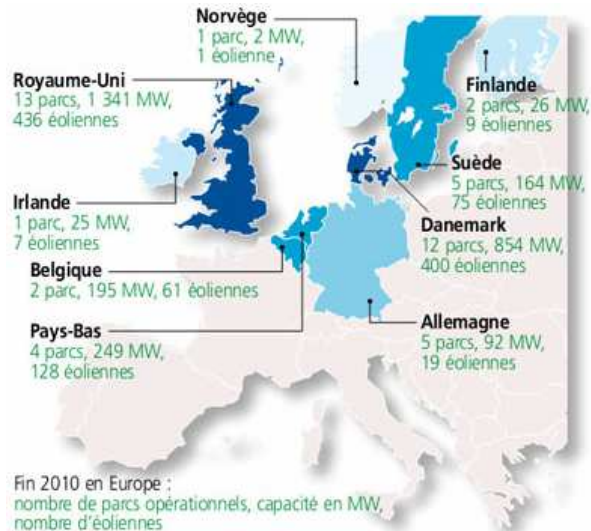 Norvège
1 parc, 2 MW,
1 éolienne
Royaume-Uni
13 parcs, 1 341 MW,
436 éoliennes
Finlande
2 parcs, 26 MW,
9 éoliennes
Suède
5 parcs, 164 MW,
75 éoliennes
Irlande
1 parc, 25 MW,
7 éoliennes
Danemark
12 parcs, 854 MW,
400 éoliennes
Belgique
2 parc, 195 MW, 61 éoliennes
Pays-Bas
4 parcs, 249 MW,
128 éoliennes
Allemagne
5 parcs, 92 MW,
19 éoliennes
Fin 2010 en Europe :
nombre de parcs opérationnels, capacité en MW,
nombre d'éoliennes